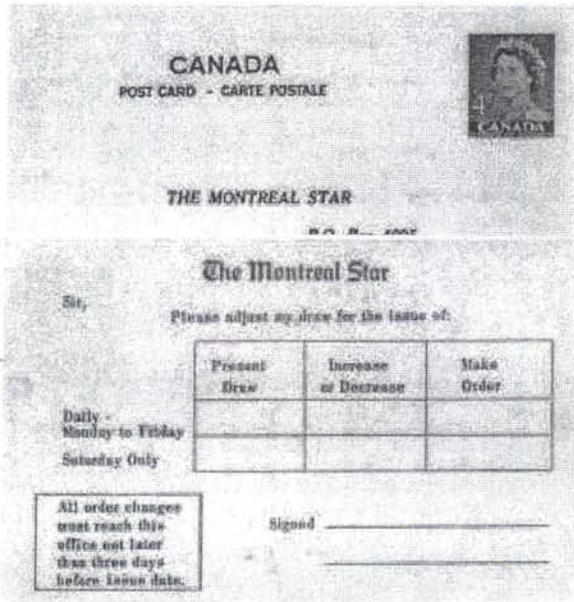 CANADA
POST CARD - CARTE POSTALE
4
CANADA
THE MONTREAL STAR
P.O. Box
The Montreal Star
Sir,
Please adjust my draw for the issue of:
Present Draw
Increase or Decrease
Make Order
Daily -
Monday to Friday
Saturday Only
All order changes
must reach this
office not later
than three days
before issue date.
Signed